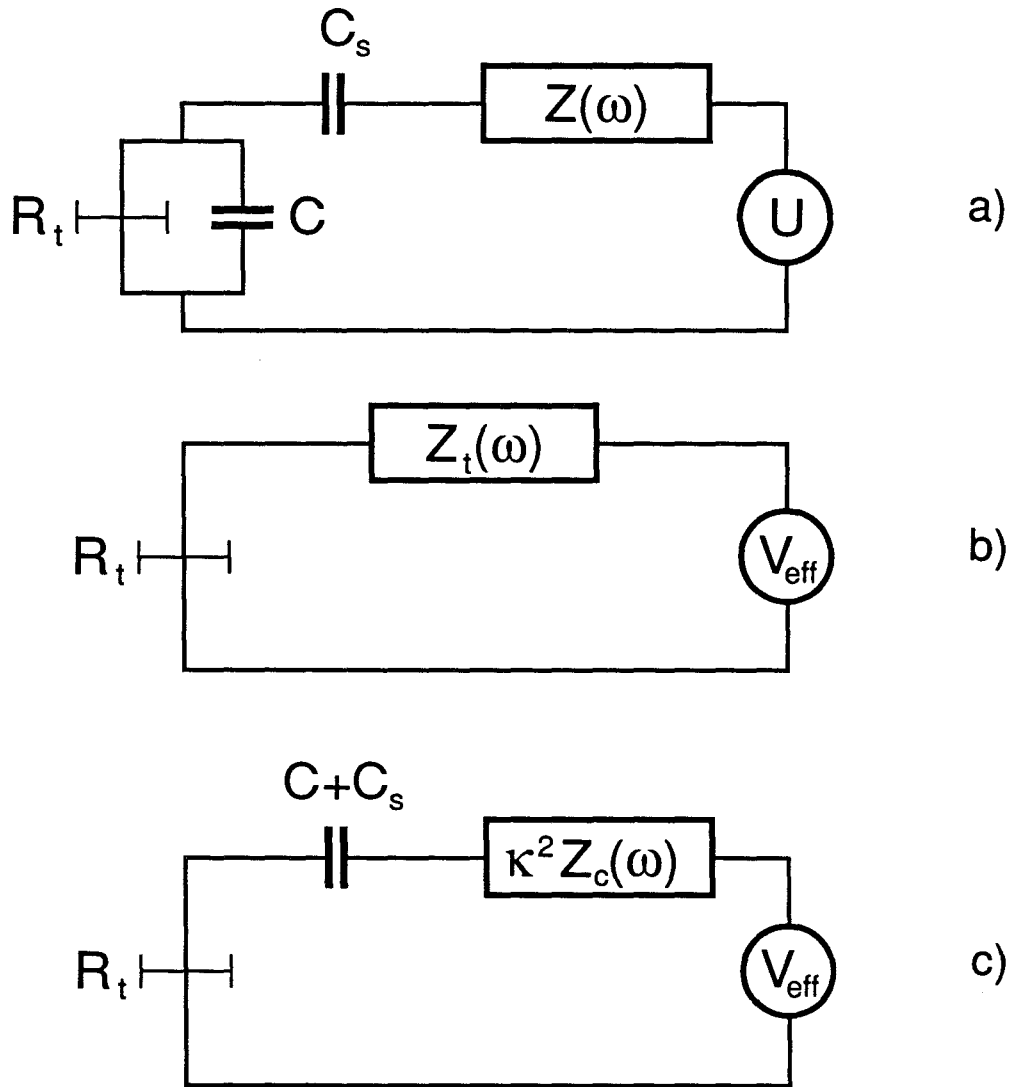 C_s
Z(ω)
R_t
C
U
a)
Z_t(ω)
R_t
V_eff
b)
C+C_s
κ²Z_c(ω)
R_t
V_eff
c)